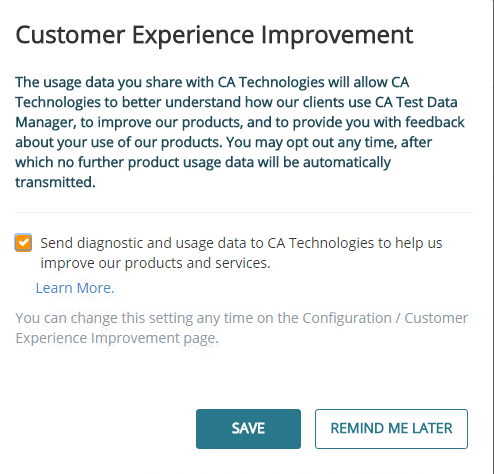 Customer Experience Improvement
The usage data you share with CA Technologies will allow CA
Technologies to better understand how our clients use CA Test Data
Manager, to improve our products, and to provide you with feedback
about your use of our products. You may opt out any time, after
which no further product usage data will be automatically
transmitted.
Send diagnostic and usage data to CA Technologies to help us
improve our products and services.
Learn More.
You can change this setting any time on the Configuration / Customer
Experience Improvement page.
SAVE
REMIND ME LATER